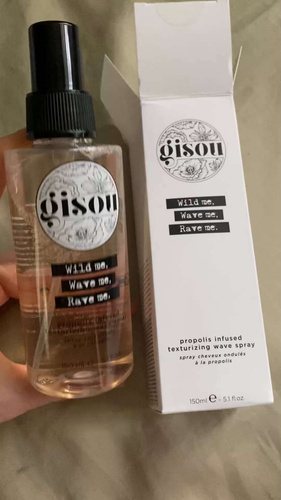 gisou
Wild me,
Wave me,
Rave me.
gisou
Wild me,
Wave me,
Rave me.
propolis infused
texturizing wave spray
spray cheveux ondulés
à la propolis
150ml e - 5.1 fl.oz